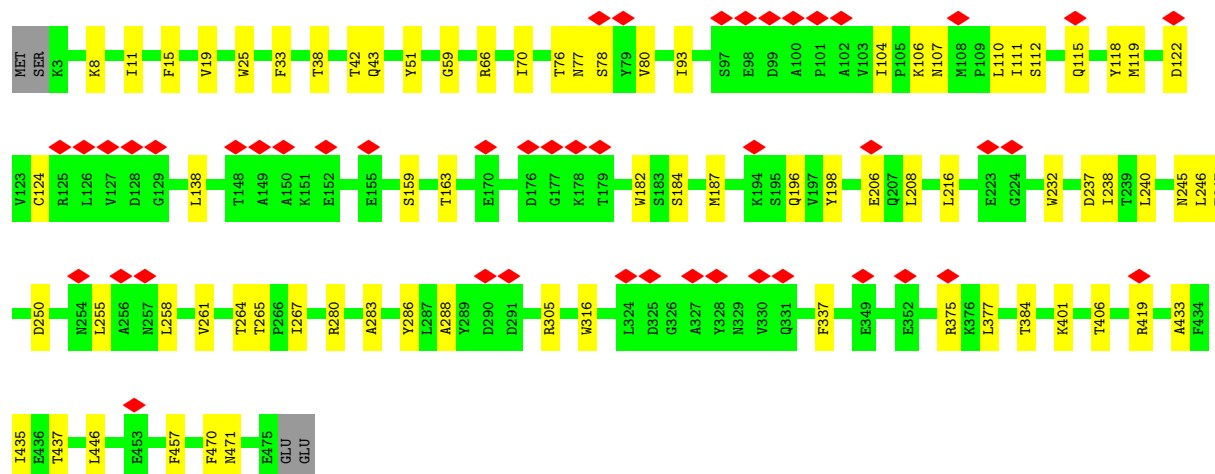 MET SER K3 K8 I11 F15 V19 W25 F33 T38 T42 Q43 Y51 G59 R66 I70 T76 N77 S78 Y79 V80 I93 S97 E98 D99 A100 P101 A102 V103 I104 P105 K106 N107 M108 P109 L110 I111 S112 Q115 Y118 M119 D122
V123 C124 R125 L126 V127 D128 G129 L138 T148 A149 A150 K151 E152 E155 S159 T163 E170 D176 G177 K178 T179 W182 S183 S184 M187 K194 S195 Q196 V197 Y198 E206 Q207 L208 L216 E223 G224 W232 D237 I238 T239 L240 N245 L246
D250 N254 L255 A256 N257 L258 V261 T264 T265 P266 I267 R280 A283 Y286 L287 A288 Y289 D290 D291 R305 W316 L324 D325 G326 A327 Y328 N329 V330 Q331 F337 E349 E352 R375 K376 L377 T384 K401 T406 R419 A433 F434
I435 E436 T437 L446 E453 F457 F470 N471 E475 GLU GLU